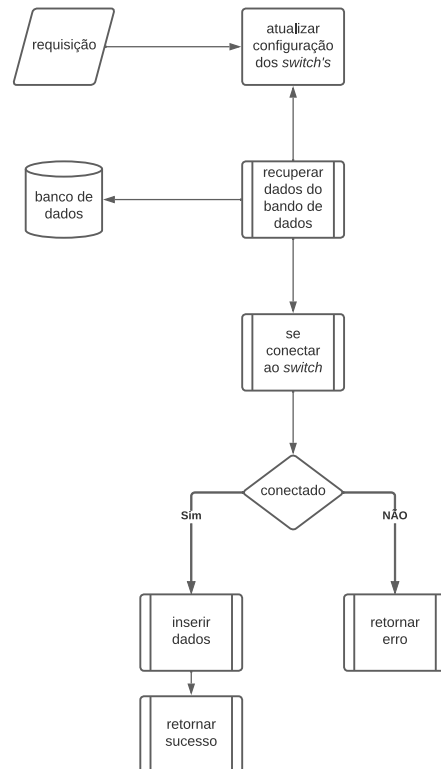 requisição
atualizar
configuração
dos switch's
banco de
dados
recuperar
dados do
bando de
dados
se
conectar
ao switch
conectado
Sim
NÃO
inserir
dados
retornar
erro
retornar
sucesso